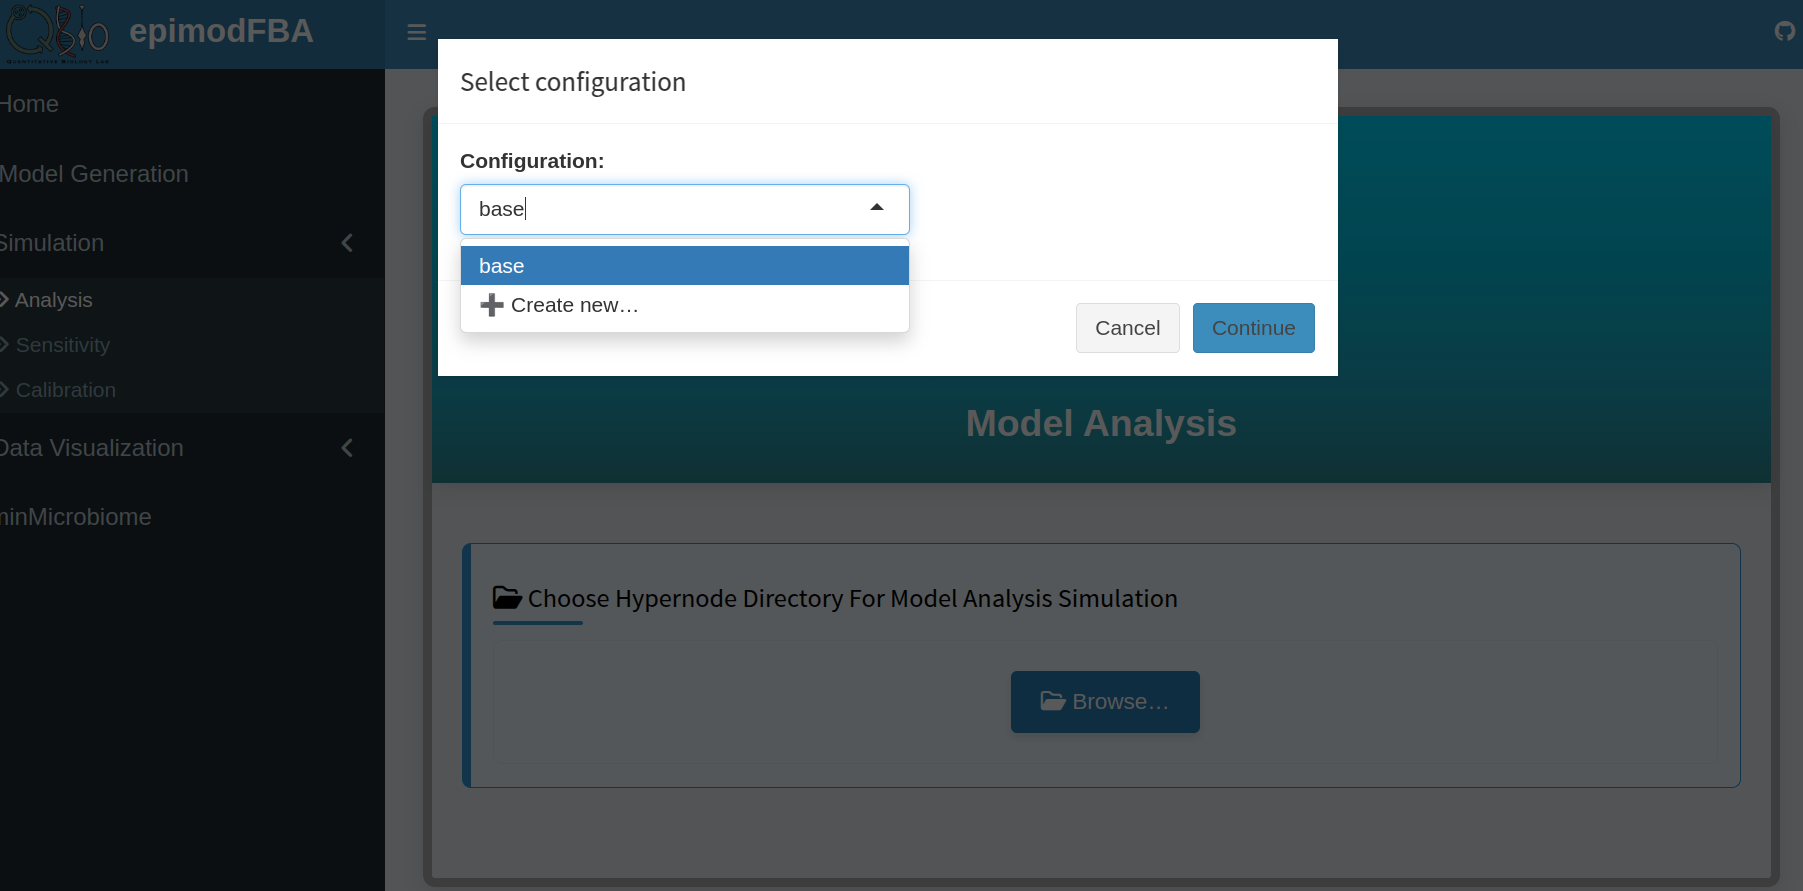 QBio
QUANTITATIVE BIOLOGY LAB
epimodFBA
Home
Model Generation
Simulation
Analysis
Sensitivity
Calibration
Data Visualization
minMicrobiome
Select configuration
Configuration:
base
base
Create new…
Cancel
Continue
Model Analysis
Choose Hypernode Directory For Model Analysis Simulation
Browse…